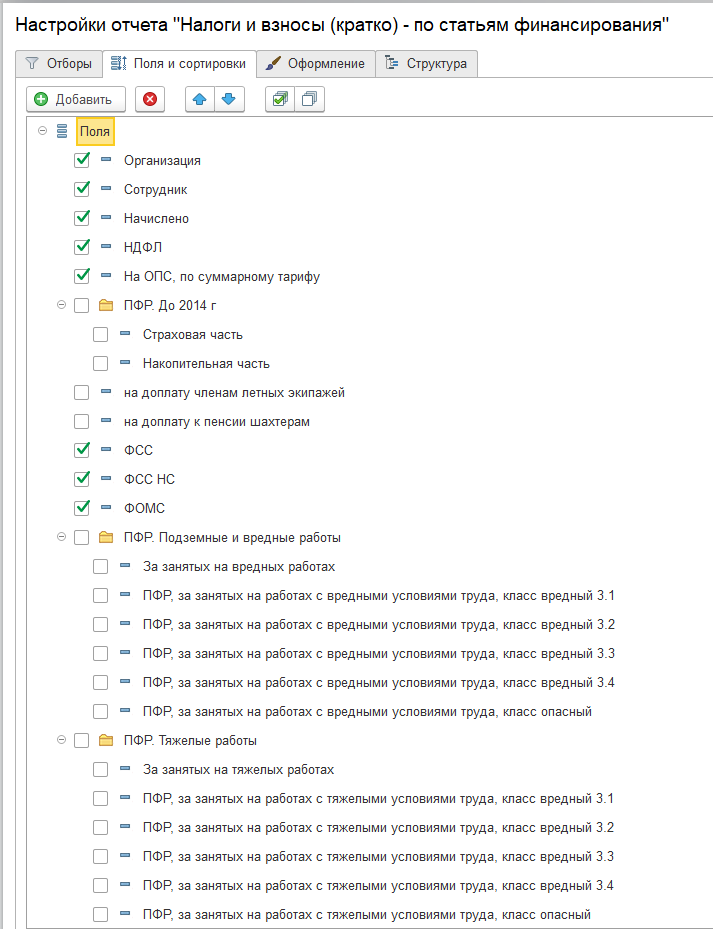 Настройки отчета "Налоги и взносы (кратко) - по статьям финансирования"
Отборы Поля и сортировки Оформление Структура
Добавить
Поля
Организация
Сотрудник
Начислено
НДФЛ
На ОПС, по суммарному тарифу
ПФР. До 2014 г
Страховая часть
Накопительная часть
на доплату членам летных экипажей
на доплату к пенсии шахтерам
ФСС
ФСС НС
ФОМС
ПФР. Подземные и вредные работы
За занятых на вредных работах
ПФР, за занятых на работах с вредными условиями труда, класс вредный 3.1
ПФР, за занятых на работах с вредными условиями труда, класс вредный 3.2
ПФР, за занятых на работах с вредными условиями труда, класс вредный 3.3
ПФР, за занятых на работах с вредными условиями труда, класс вредный 3.4
ПФР, за занятых на работах с вредными условиями труда, класс опасный
ПФР. Тяжелые работы
За занятых на тяжелых работах
ПФР, за занятых на работах с тяжелыми условиями труда, класс вредный 3.1
ПФР, за занятых на работах с тяжелыми условиями труда, класс вредный 3.2
ПФР, за занятых на работах с тяжелыми условиями труда, класс вредный 3.3
ПФР, за занятых на работах с тяжелыми условиями труда, класс вредный 3.4
ПФР, за занятых на работах с тяжелыми условиями труда, класс опасный